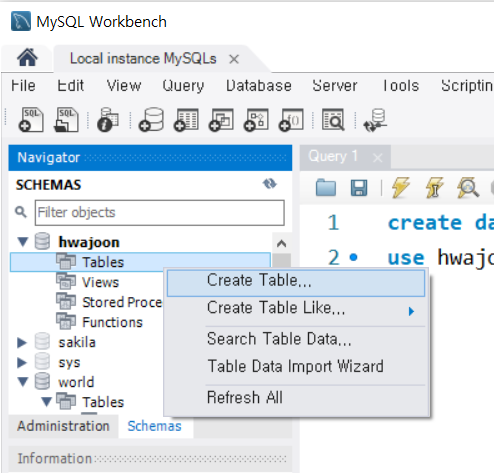 MySQL Workbench
Local instance MySQLs
File Edit View Query Database Server Tools Scriptin
Navigator
SCHEMAS
Filter objects
hwajoon
Tables
Views
Stored Proce
Functions
sakila
sys
world
Tables
Administration Schemas
Information
Query 1
1 create da
2 use hwajo
Create Table...
Create Table Like...
Search Table Data...
Table Data Import Wizard
Refresh All